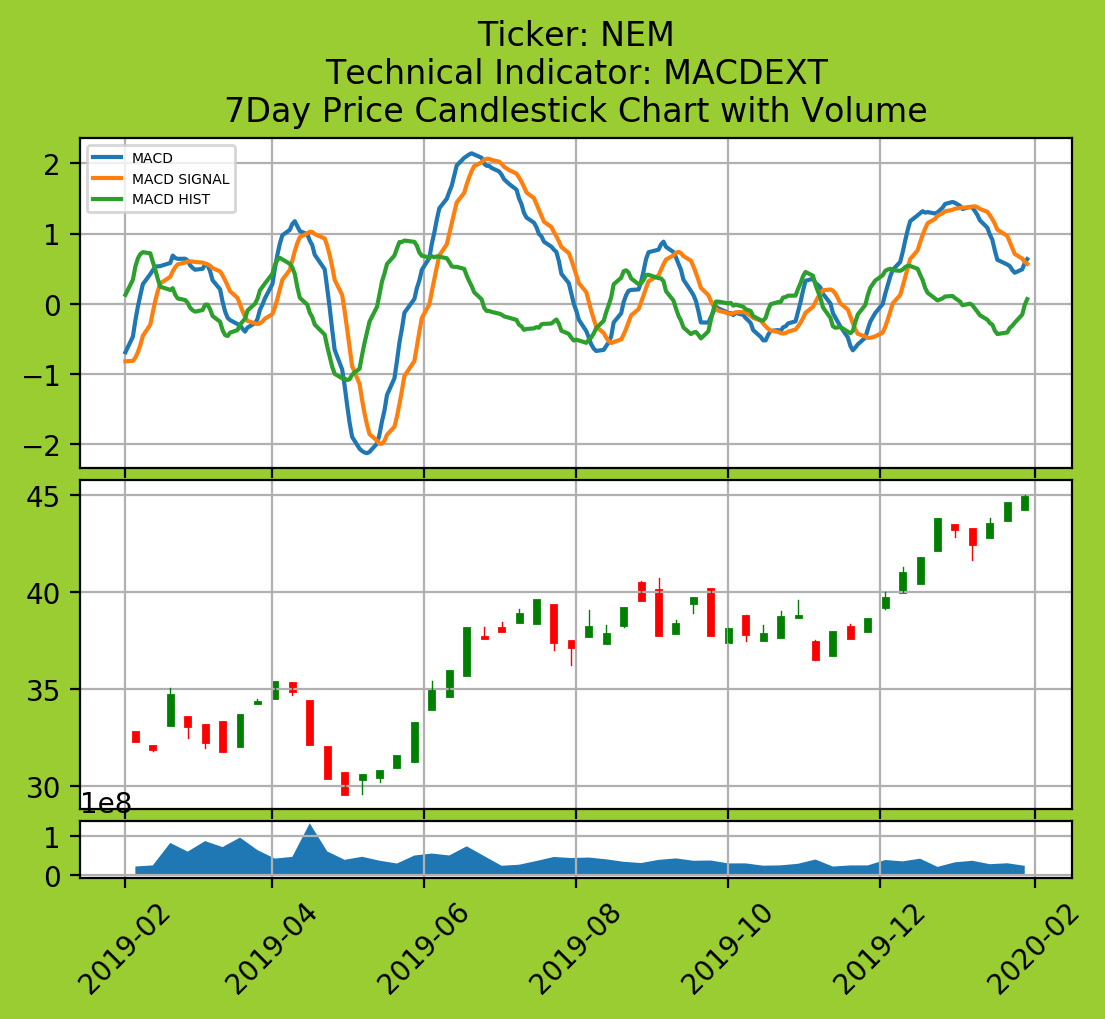 Ticker: NEM
Technical Indicator: MACDEXT
7Day Price Candlestick Chart with Volume
MACD
MACD SIGNAL
MACD HIST
2
1
0
−1
−2
45
40
35
30
1e8
1
0
2019-02
2019-04
2019-06
2019-08
2019-10
2019-12
2020-02